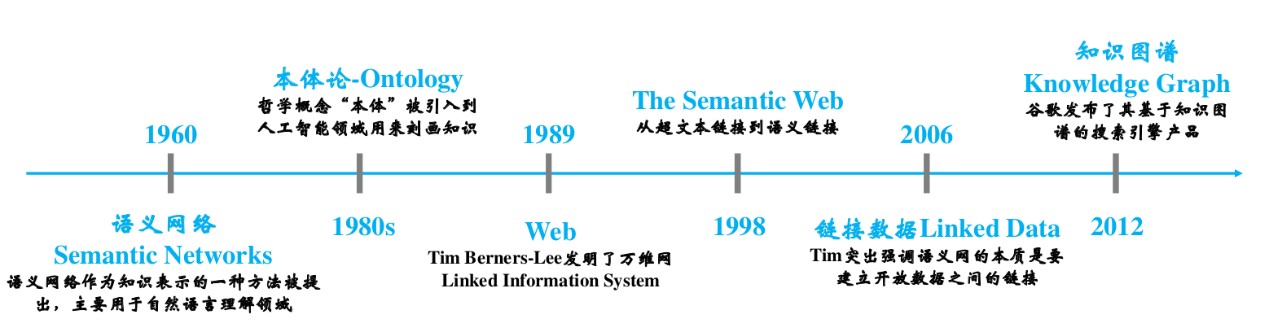 1960
语义网络
Semantic Networks
语义网络作为知识表示的一种方法被提
出，主要用于自然语言理解领域
本体论-Ontology
哲学概念“本体”被引入到
人工智能领域用来刻画知识
1980s
1989
Web
Tim Berners-Lee发明了万维网
Linked Information System
The Semantic Web
从超文本链接到语义链接
1998
2006
链接数据Linked Data
Tim突出强调语义网的本质是要
建立开放数据之间的链接
知识图谱
Knowledge Graph
谷歌发布了其基于知识图
谱的搜索引擎产品
2012